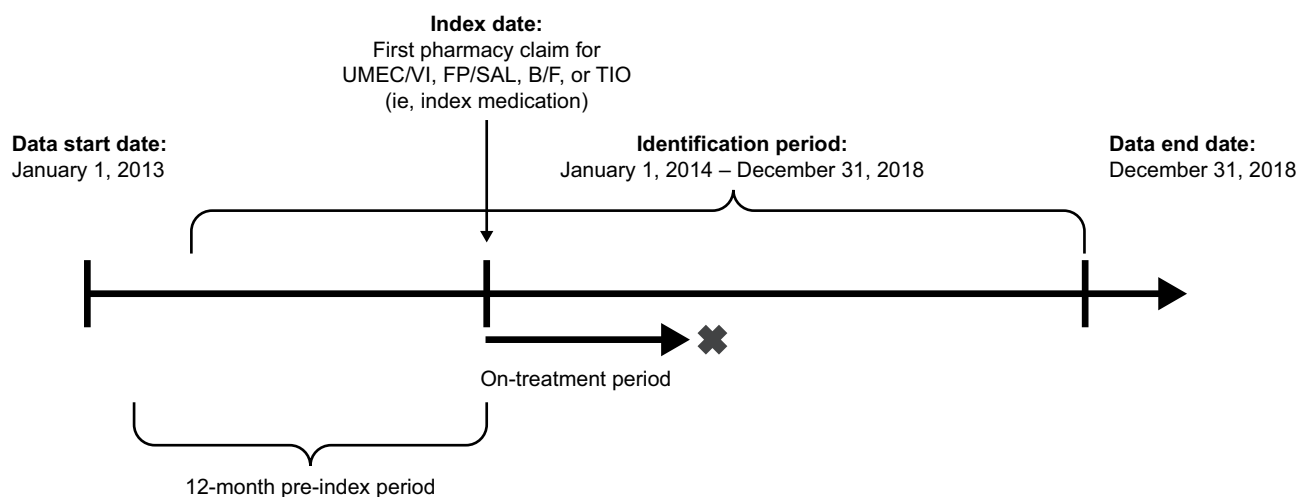 Index date:
First pharmacy claim for
UMEC/VI, FP/SAL, B/F, or TIO
(ie, index medication)
Data start date:
January 1, 2013
Identification period:
January 1, 2014 – December 31, 2018
Data end date:
December 31, 2018
On-treatment period
12-month pre-index period